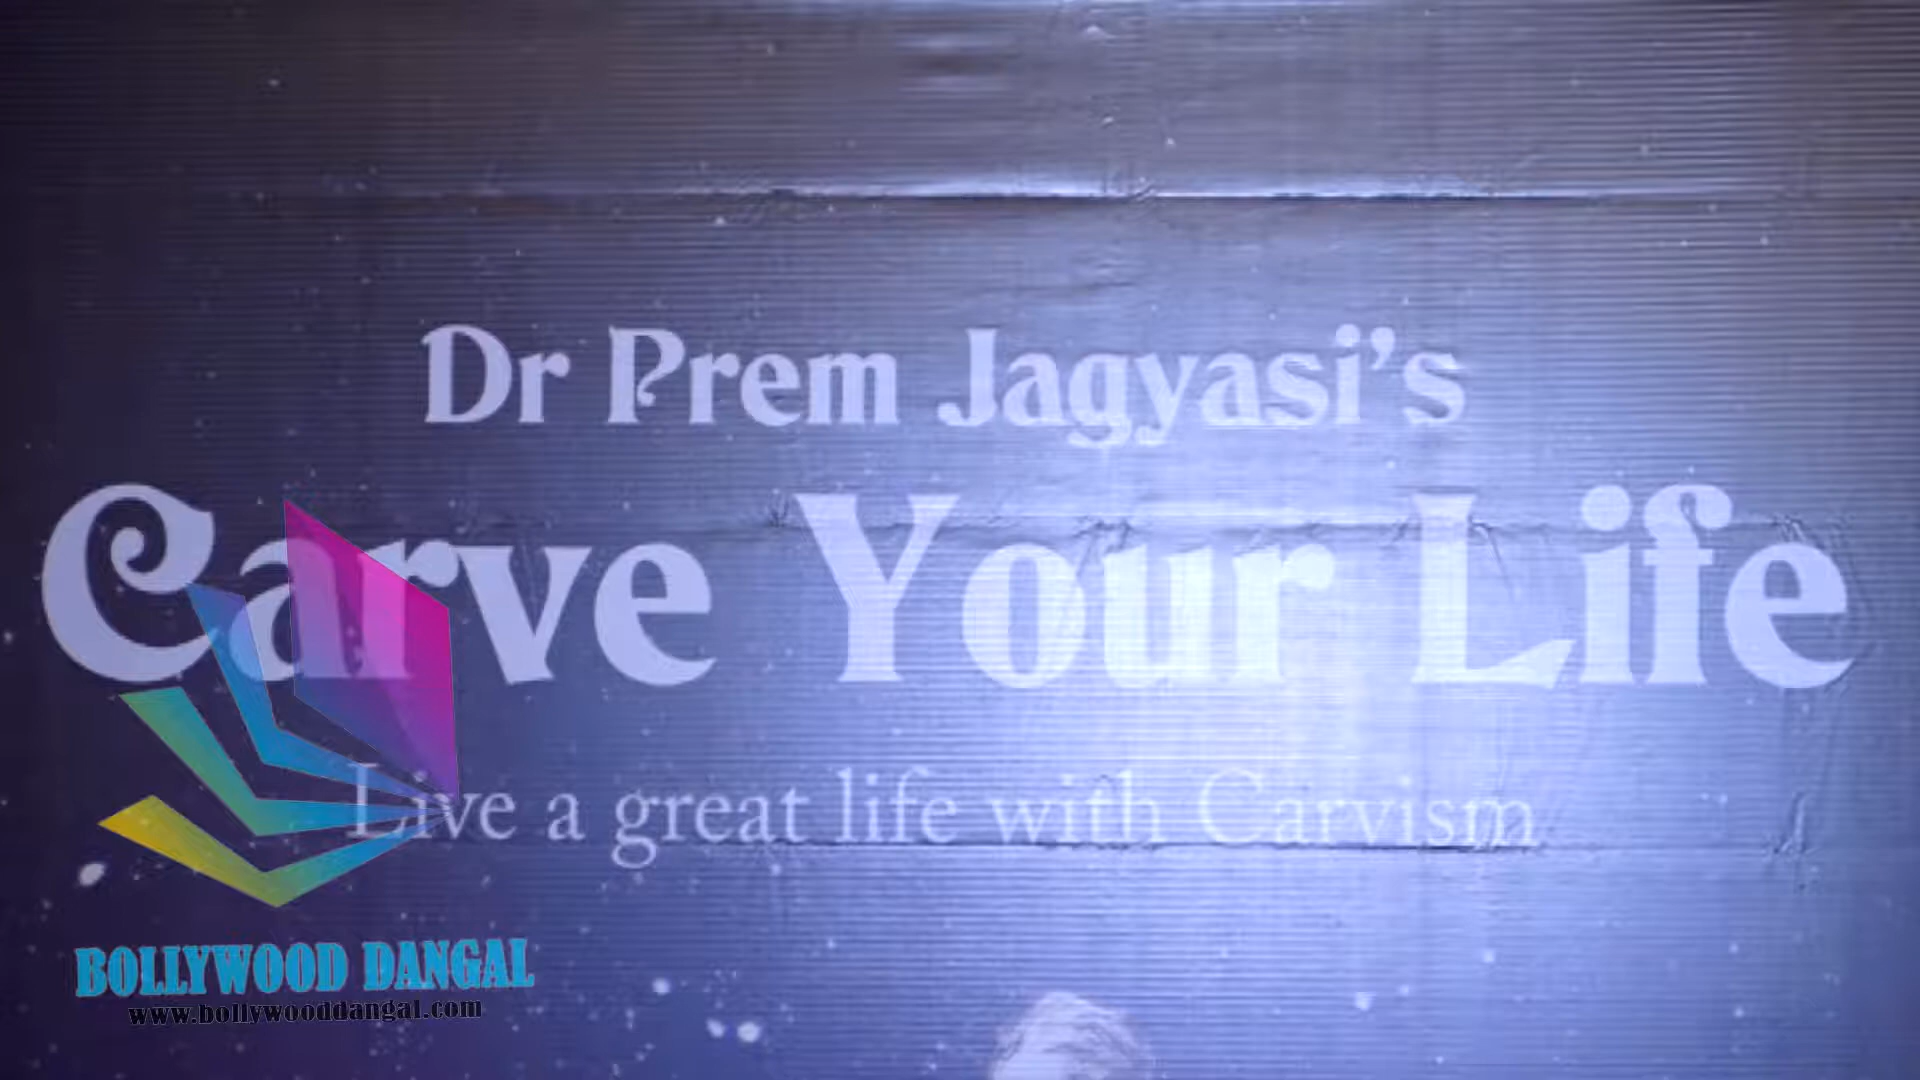 Dr Prem Jagyasi's
Carve Your Life
Live a great life with Carvism
BOLLYWOOD DANGAL
www.bollywooddangal.com